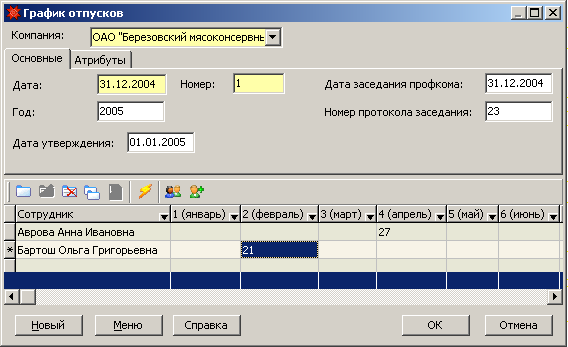 График отпусков
Компания: ОАО "Березовский мясоконсервны
Основные Атрибуты
Дата: 31.12.2004 Номер: 1 Дата заседания профкома: 31.12.2004
Год: 2005 Номер протокола заседания: 23
Дата утверждения: 01.01.2005
Сотрудник 1 (январь) 2 (февраль) 3 (март) 4 (апрель) 5 (май) 6 (июнь)
Аврова Анна Ивановна 27
* Бартош Ольга Григорьевна 21
Новый Меню Справка ОК Отмена